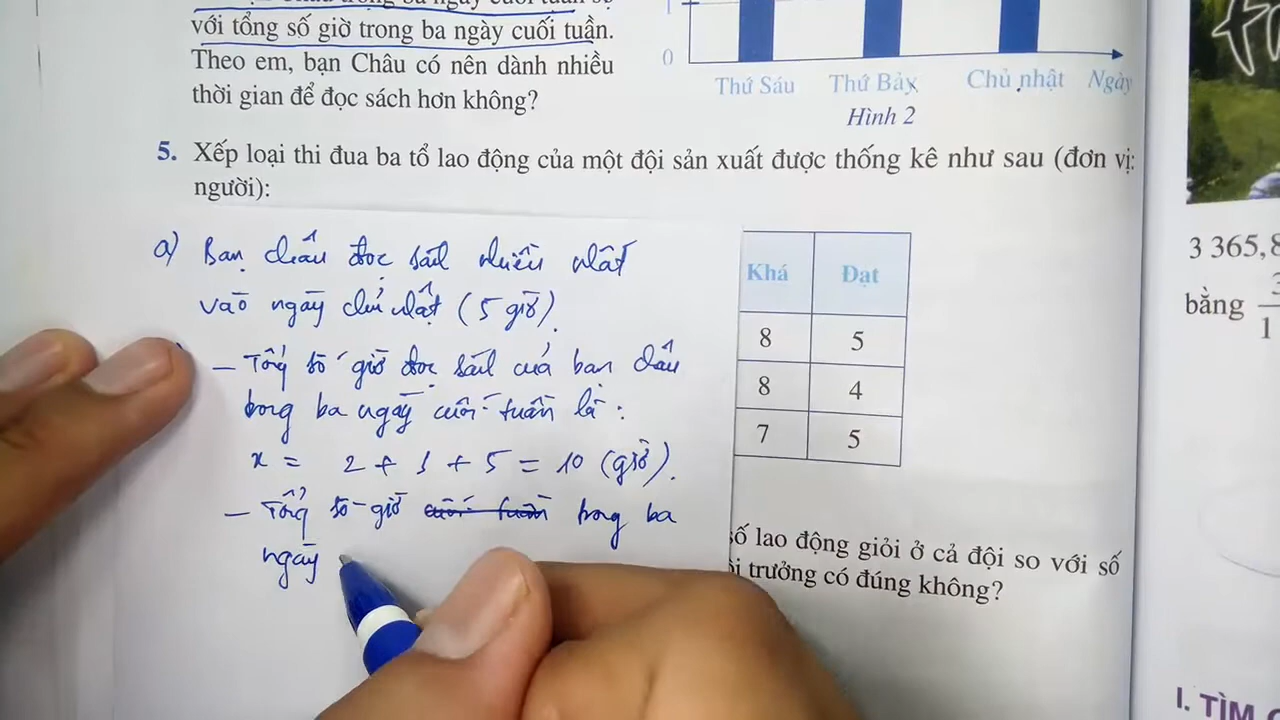 với tổng số giờ trong ba ngày cuối tuần.
Theo em, bạn Châu có nên dành nhiều
thời gian để đọc sách hơn không?
1
0
Thứ Sáu Thứ Bảy Chủ nhật Ngày
Hình 2
5. Xếp loại thi đua ba tổ lao động của một đội sản xuất được thống kê như sau (đơn vị:
người):
a) Bạn Châu đọc sách nhiều nhất
vào ngày chủ nhật (5 giờ).
- Tổng số giờ đọc sách của bạn Châu
trong ba ngày cuối tuần là:
x = 2 + 1 + 5 = 10 (giờ).
- Tổng số giờ cuối tuần trong ba
ngày
Khá Đạt
8 5
8 4
7 5
số lao động giỏi ở cả đội so với số
trưởng có đúng không?
3 365,8
bằng 3
1
I. TÌM